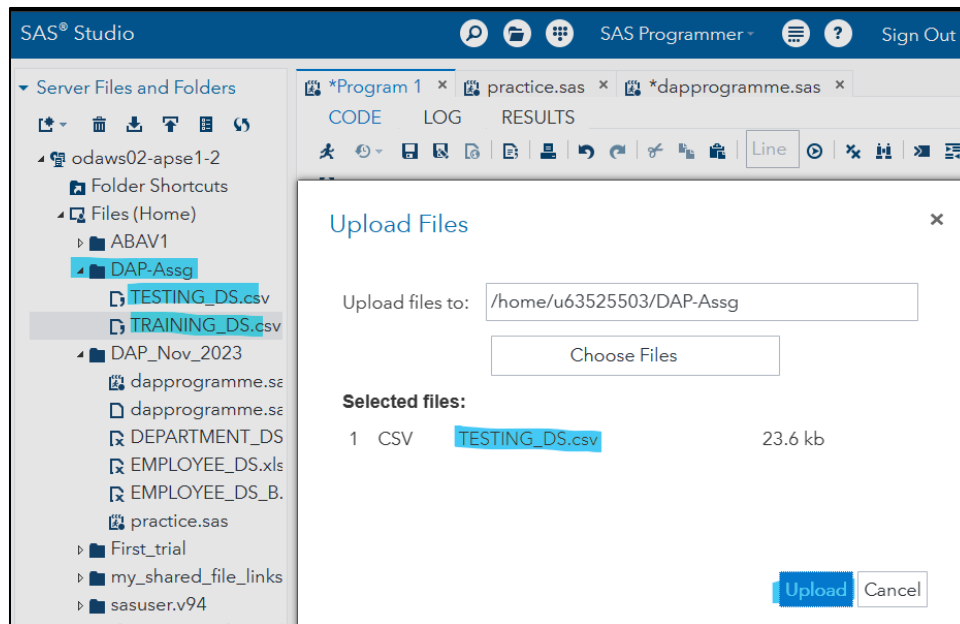 SAS® Studio
SAS Programmer
?
Sign Out
Server Files and Folders
odaws02-apse1-2
Folder Shortcuts
Files (Home)
ABAV1
DAP-Assg
TESTING_DS.csv
TRAINING_DS.csv
DAP_Nov_2023
dapprogramme.sa
dapprogramme.sa
DEPARTMENT_DS
EMPLOYEE_DS.xls
EMPLOYEE_DS_B.
practice.sas
First_trial
my_shared_file_links
sasuser.v94
*Program 1 × practice.sas × *dapprogramme.sas ×
CODE LOG RESULTS
Line
Upload Files ×
Upload files to: /home/u63525503/DAP-Assg
Choose Files
Selected files:
1 CSV TESTING_DS.csv 23.6 kb
Upload Cancel